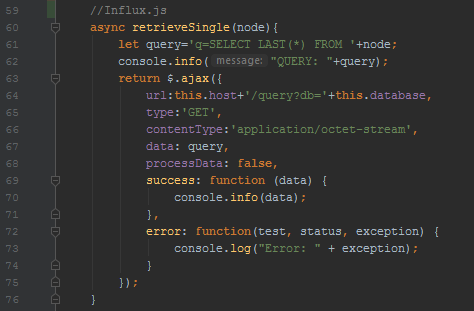 59 //Influx.js
60 async retrieveSingle(node){
61 let query='q=SELECT LAST(*) FROM '+node;
62 console.info( message: "QUERY: "+query);
63 return $.ajax({
64 url:this.host+'/query?db='+this.database,
65 type:'GET',
66 contentType:'application/octet-stream',
67 data: query,
68 processData: false,
69 success: function (data) {
70 console.info(data);
71 },
72 error: function(test, status, exception) {
73 console.log("Error: " + exception);
74 }
75 });
76 }